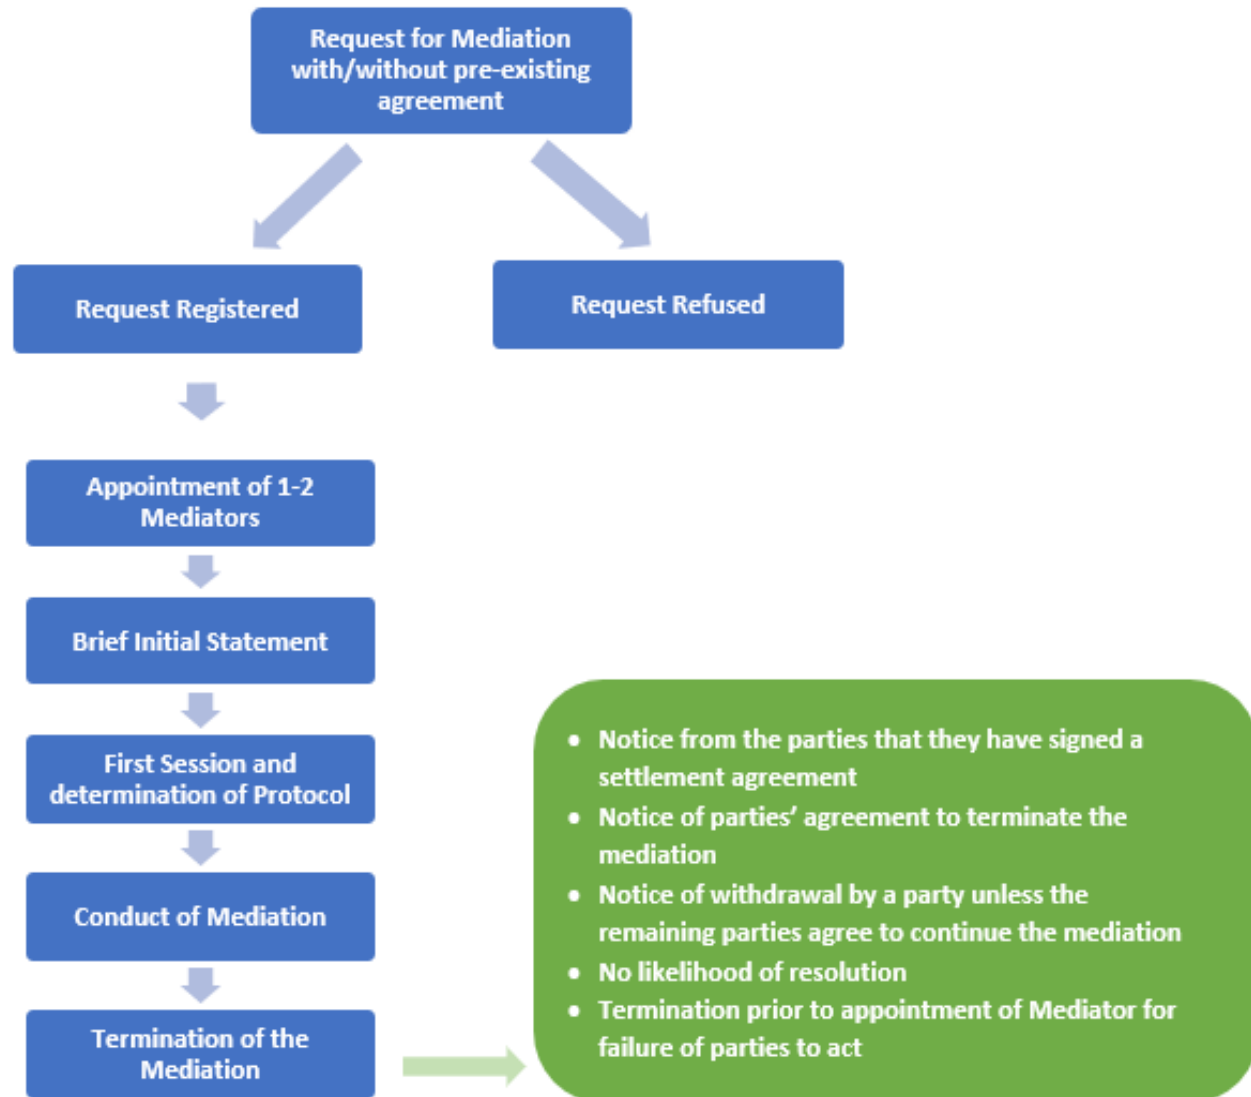 Request for Mediation
with/without pre-existing
agreement
Request Registered
Request Refused
Appointment of 1-2
Mediators
Brief Initial Statement
First Session and
determination of Protocol
Conduct of Mediation
Termination of the
Mediation
• Notice from the parties that they have signed a
settlement agreement
• Notice of parties’ agreement to terminate the
mediation
• Notice of withdrawal by a party unless the
remaining parties agree to continue the mediation
• No likelihood of resolution
• Termination prior to appointment of Mediator for
failure of parties to act